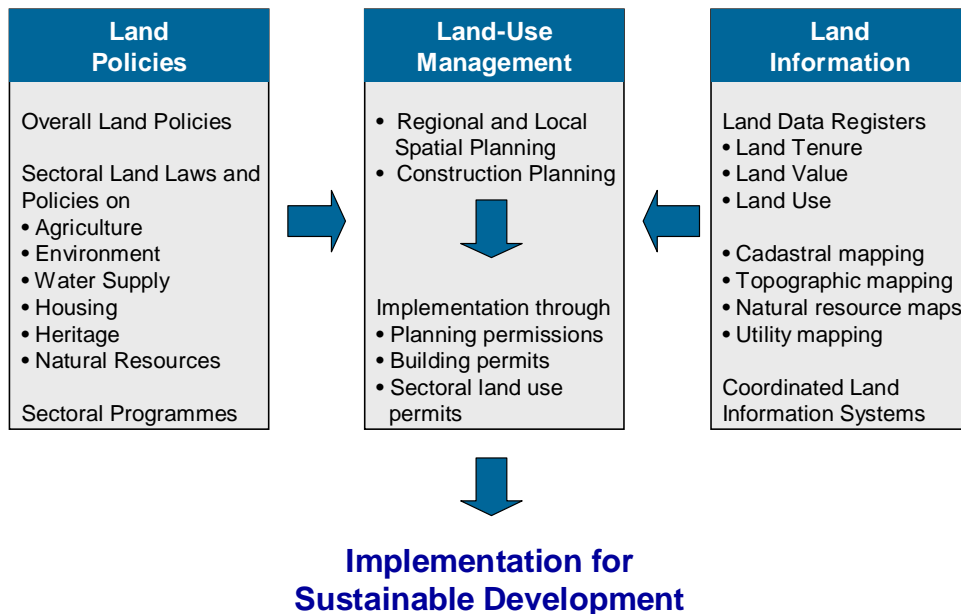 Land
Policies
Overall Land Policies
Sectoral Land Laws and
Policies on
• Agriculture
• Environment
• Water Supply
• Housing
• Heritage
• Natural Resources
Sectoral Programmes
Land-Use
Management
• Regional and Local
Spatial Planning
• Construction Planning
Implementation through
• Planning permissions
• Building permits
• Sectoral land use
permits
Land
Information
Land Data Registers
• Land Tenure
• Land Value
• Land Use
• Cadastral mapping
• Topographic mapping
• Natural resource maps
• Utility mapping
Coordinated Land
Information Systems
Implementation for
Sustainable Development